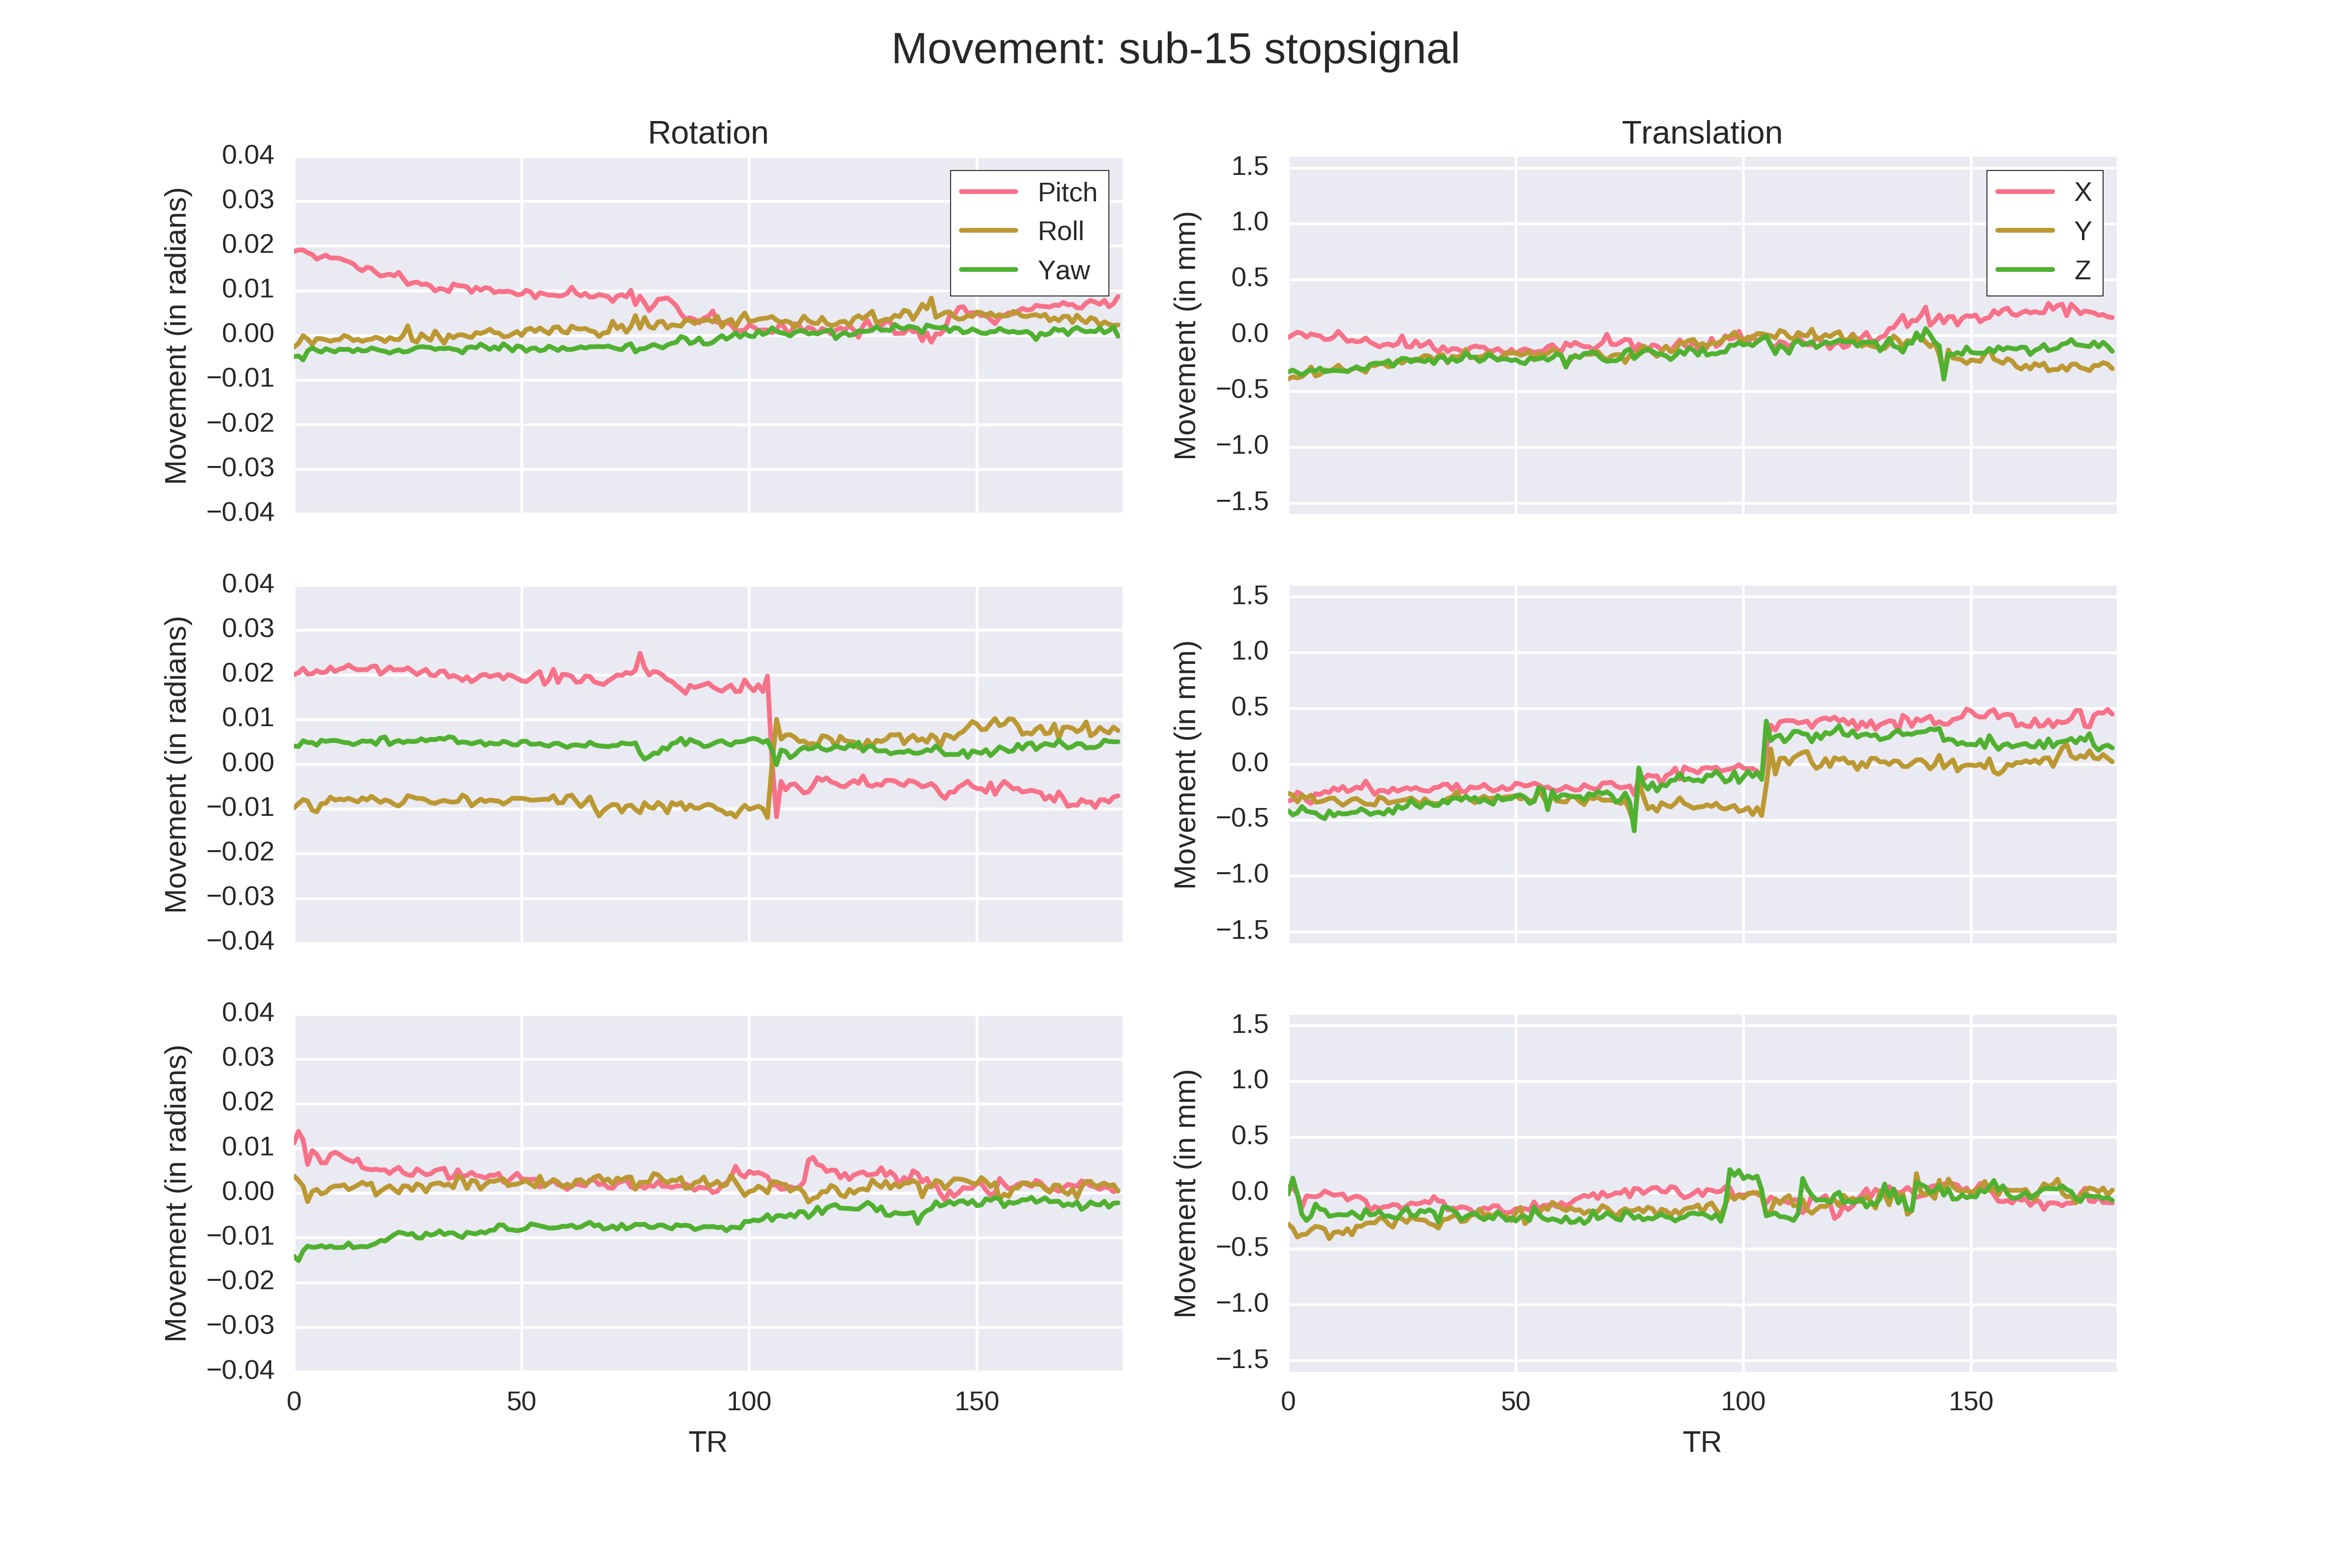 Movement: sub-15 stopsignal
Rotation
Translation
Movement (in radians)
0.04
0.03
0.02
0.01
0.00
−0.01
−0.02
−0.03
−0.04
Pitch
Roll
Yaw
Movement (in mm)
1.5
1.0
0.5
0.0
−0.5
−1.0
−1.5
X
Y
Z
Movement (in radians)
0.04
0.03
0.02
0.01
0.00
−0.01
−0.02
−0.03
−0.04
Movement (in mm)
1.5
1.0
0.5
0.0
−0.5
−1.0
−1.5
Movement (in radians)
0.04
0.03
0.02
0.01
0.00
−0.01
−0.02
−0.03
−0.04
0 50 100 150
TR
Movement (in mm)
1.5
1.0
0.5
0.0
−0.5
−1.0
−1.5
0 50 100 150
TR